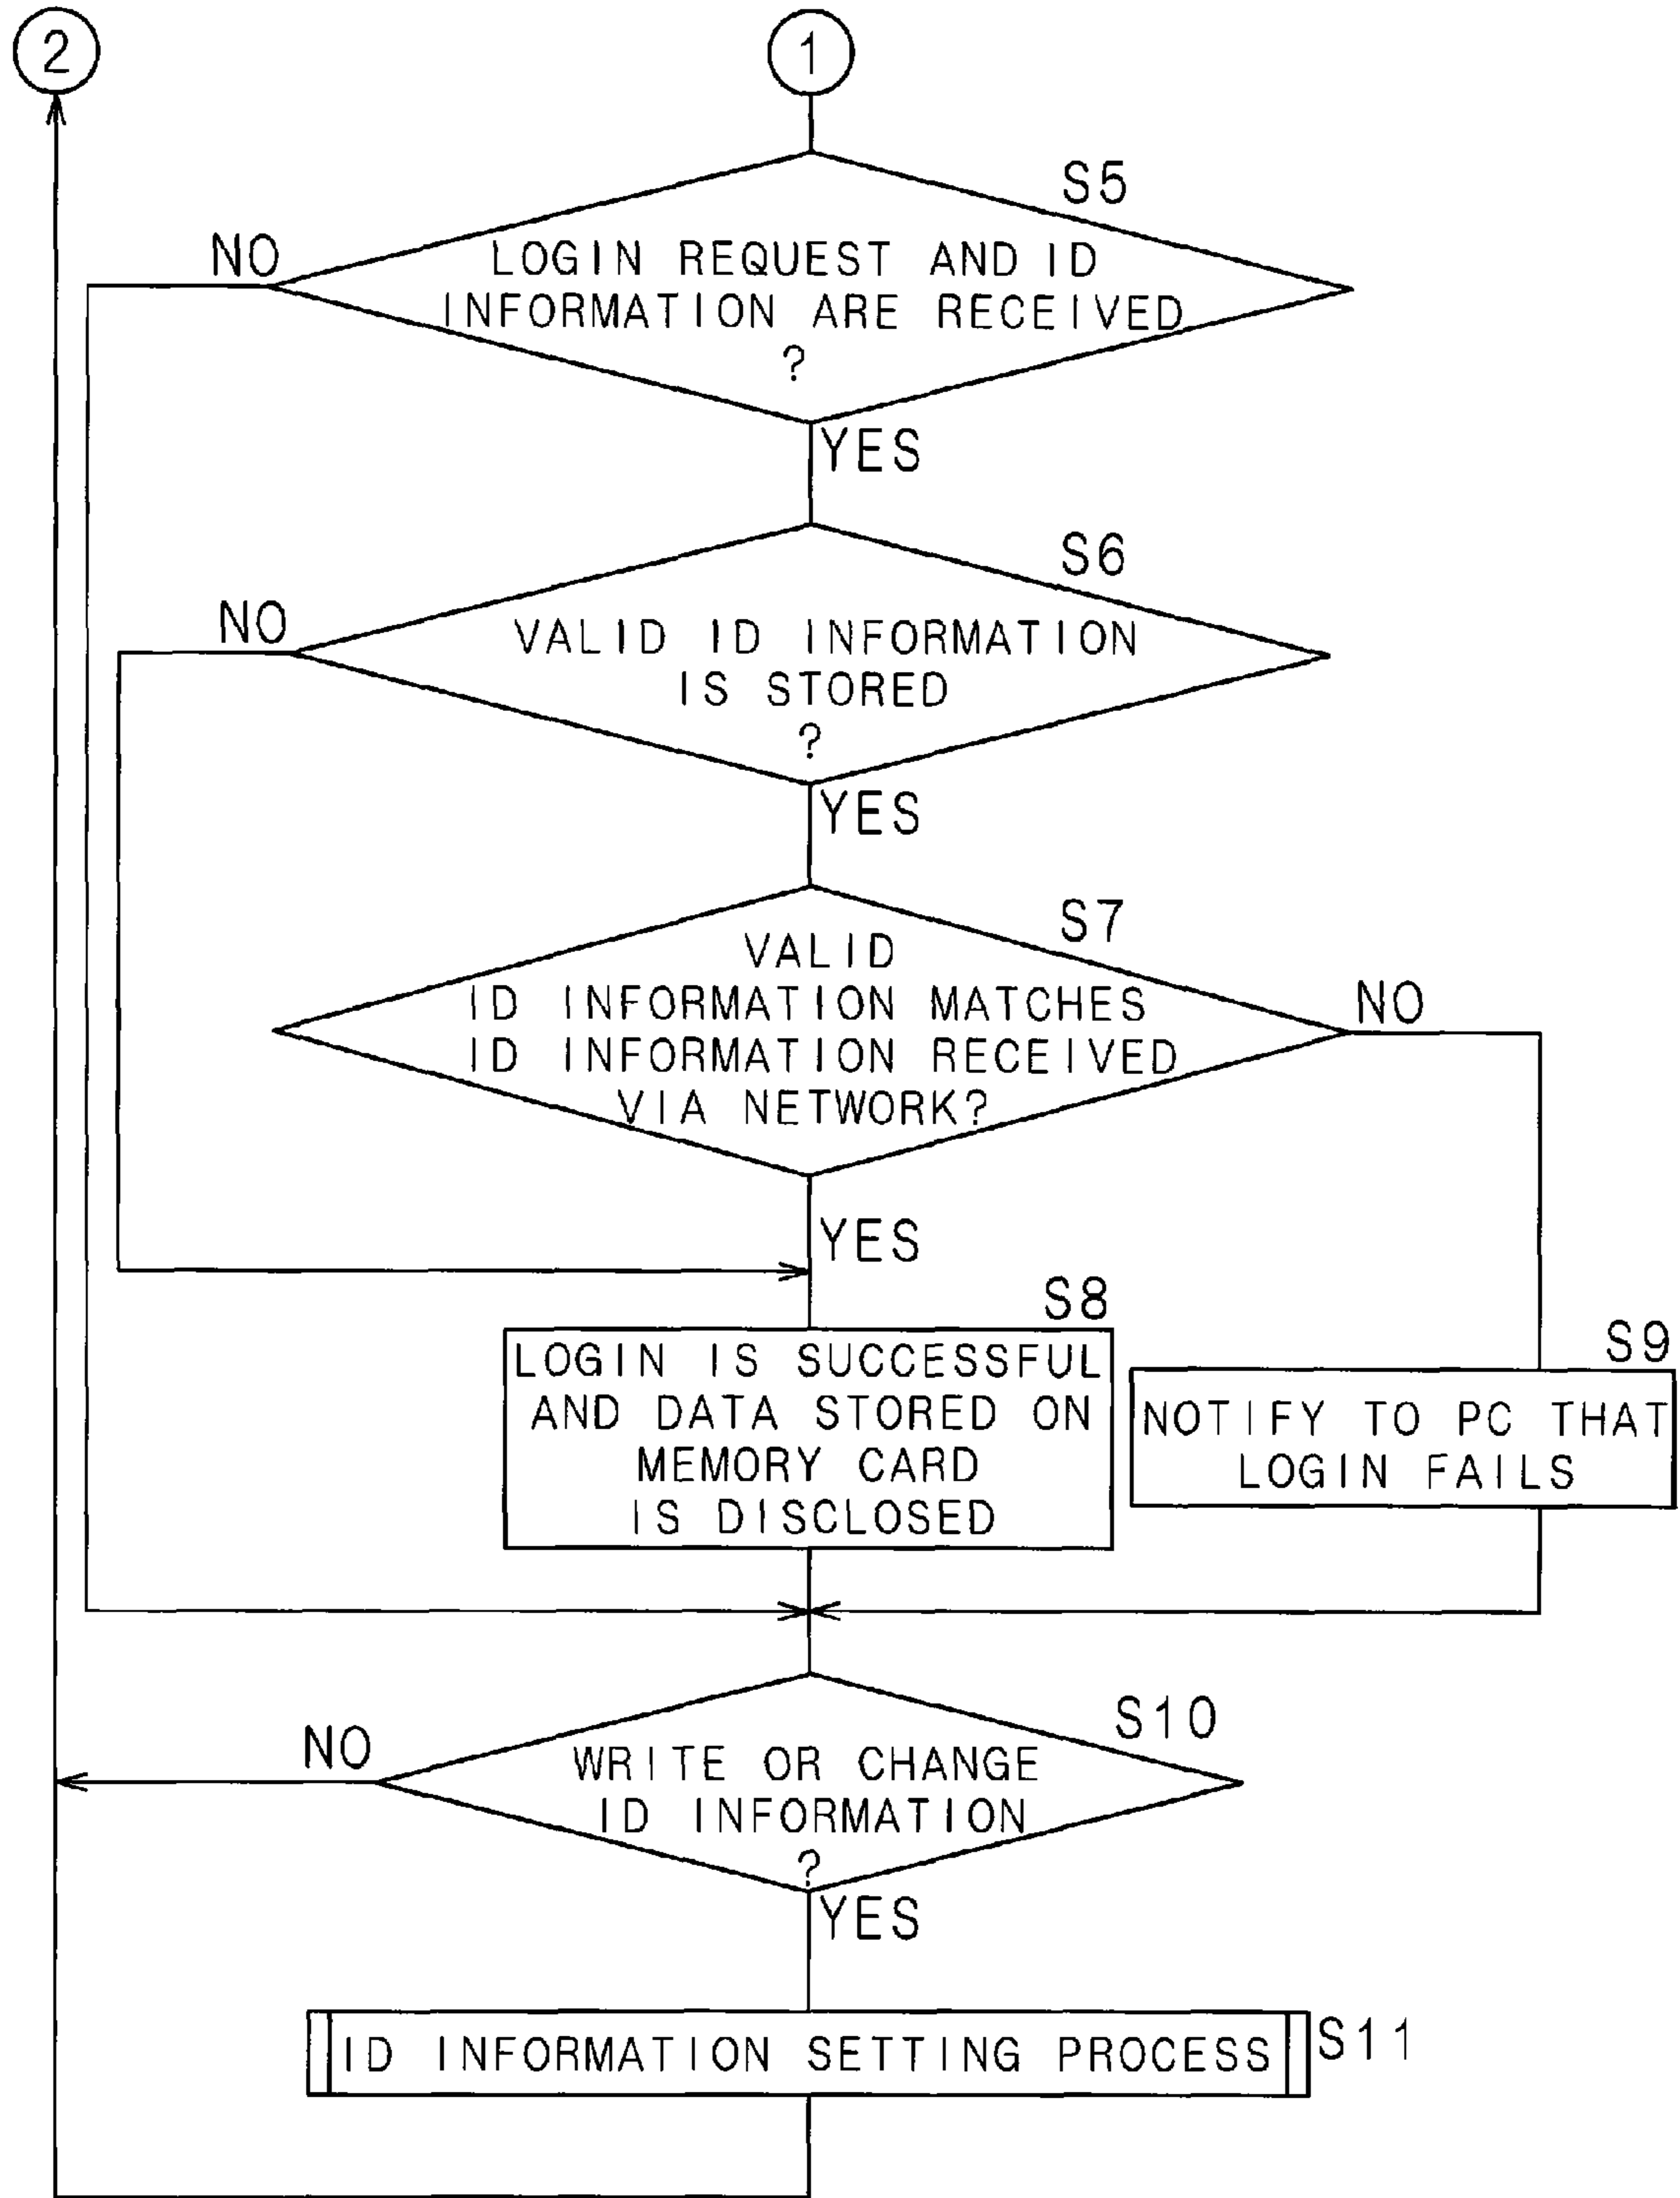 2
1
S5
NO
LOGIN REQUEST AND ID
INFORMATION ARE RECEIVED
?
YES
S6
NO
VALID ID INFORMATION
IS STORED
?
YES
S7
VALID
ID INFORMATION MATCHES
ID INFORMATION RECEIVED
VIA NETWORK?
NO
YES
S8
LOGIN IS SUCCESSFUL
AND DATA STORED ON
MEMORY CARD
IS DISCLOSED
S9
NOTIFY TO PC THAT
LOGIN FAILS
S10
NO
WRITE OR CHANGE
ID INFORMATION
?
YES
ID INFORMATION SETTING PROCESS
S11